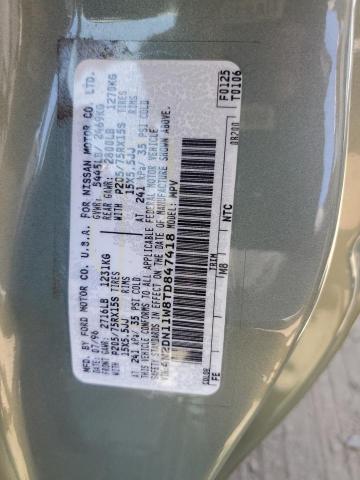 MFD. BY FORD MOTOR CO. U.S.A. FOR NISSAN MOTOR CO. LTD.
DATE: 07/96 GVWR: 5445LB 2469KG
FRONT GAWR: 2716LB 1231KG REAR GAWR: 2800LB 1270KG
P205/75RX15S TIRES WITH P205/75RX15S TIRES
15X5.5JJ RIMS 15X5.5JJ RIMS
AT 241 kPa/ 35 PSI COLD AT 241 kPa/ 35 PSI COLD
THIS VEHICLE CONFORMS TO ALL APPLICABLE FEDERAL MOTOR VEHICLE
SAFETY STANDARDS IN EFFECT ON THE DATE OF MANUFACTURE SHOWN ABOVE.
VIN: 4N2DN11W8TD847418 MPV
F0125
T0106
COLOR TRIM 08200
FE M8 NTC